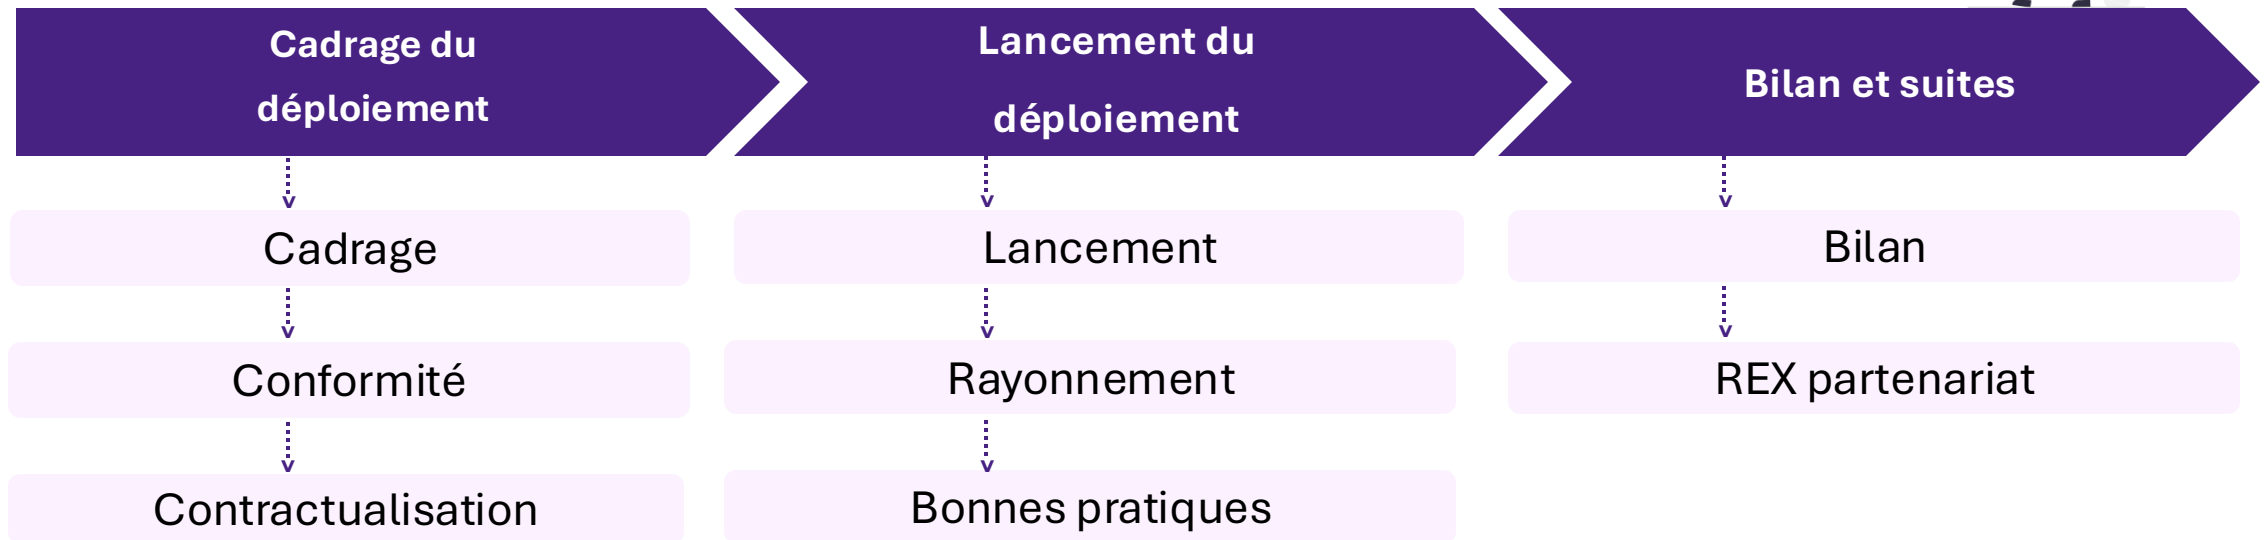 Cadrage du
déploiement
Lancement du
déploiement
Bilan et suites
Cadrage
Lancement
Bilan
Conformité
Rayonnement
REX partenariat
Contractualisation
Bonnes pratiques